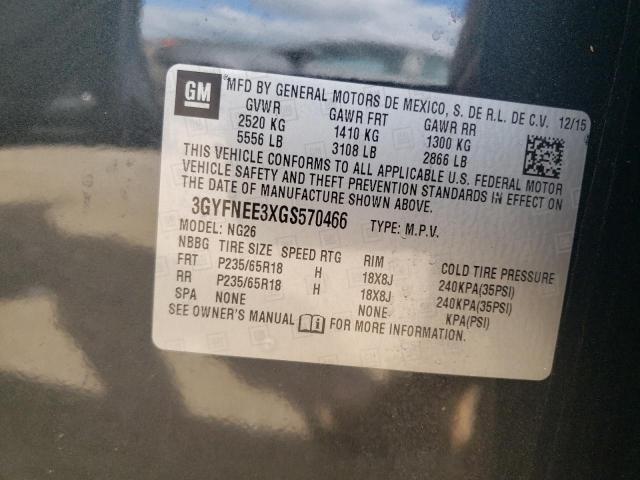 GM
MFD BY GENERAL MOTORS DE MEXICO, S. DE R.L. DE C.V. 12/15
GVWR GAWR FRT GAWR RR
2520 KG 1410 KG 1300 KG
5556 LB 3108 LB 2866 LB
THIS VEHICLE CONFORMS TO ALL APPLICABLE U.S. FEDERAL MOTOR
VEHICLE SAFETY AND THEFT PREVENTION STANDARDS IN EFFECT ON
THE DATE OF MANUFACTURE SHOWN ABOVE.
3GYFNEE3XGS570466 TYPE: M.P.V.
MODEL: NG26
NBBG TIRE SIZE SPEED RTG RIM COLD TIRE PRESSURE
FRT P235/65R18 H 18X8J 240KPA(35PSI)
RR P235/65R18 H 18X8J 240KPA(35PSI)
SPA NONE NONE KPA(PSI)
SEE OWNER'S MANUAL FOR MORE INFORMATION.